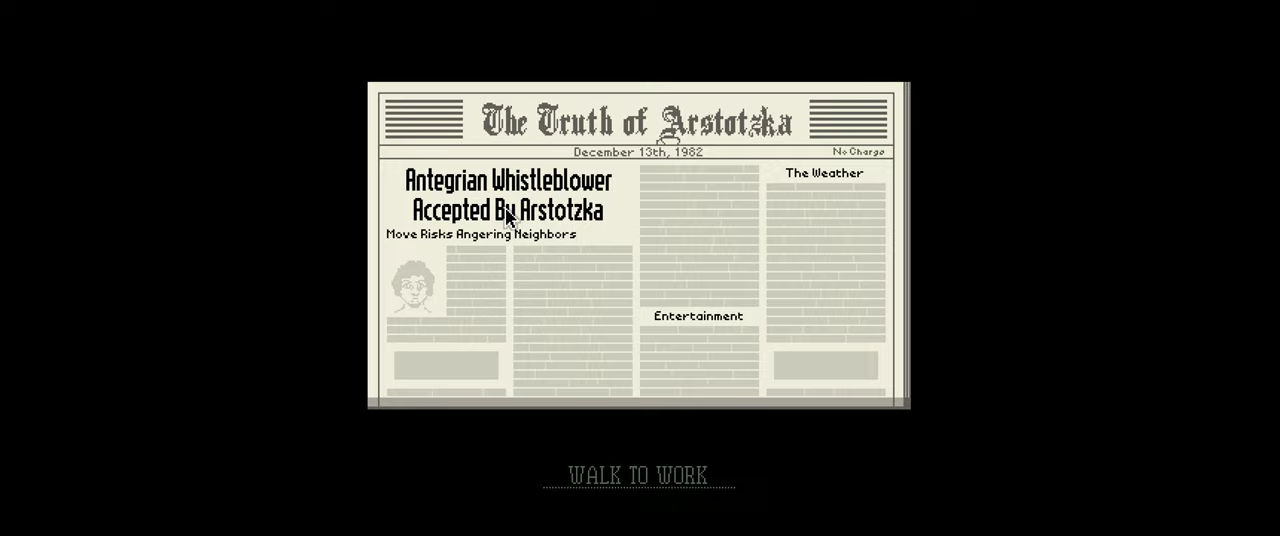 The Truth of Arstotzka
December 13th, 1982
No Charge
Antegrian Whistleblower
Accepted By Arstotzka
Move Risks Angering Neighbors
Entertainment
The Weather
WALK TO WORK